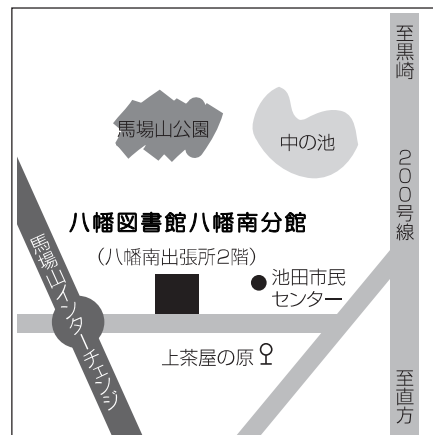 至黒崎
馬場山公園
中の池
200号線
八幡図書館八幡南分館
(八幡南出張所2階)
池田市民
センター
馬場山インターチェンジ
上茶屋の原
至直方